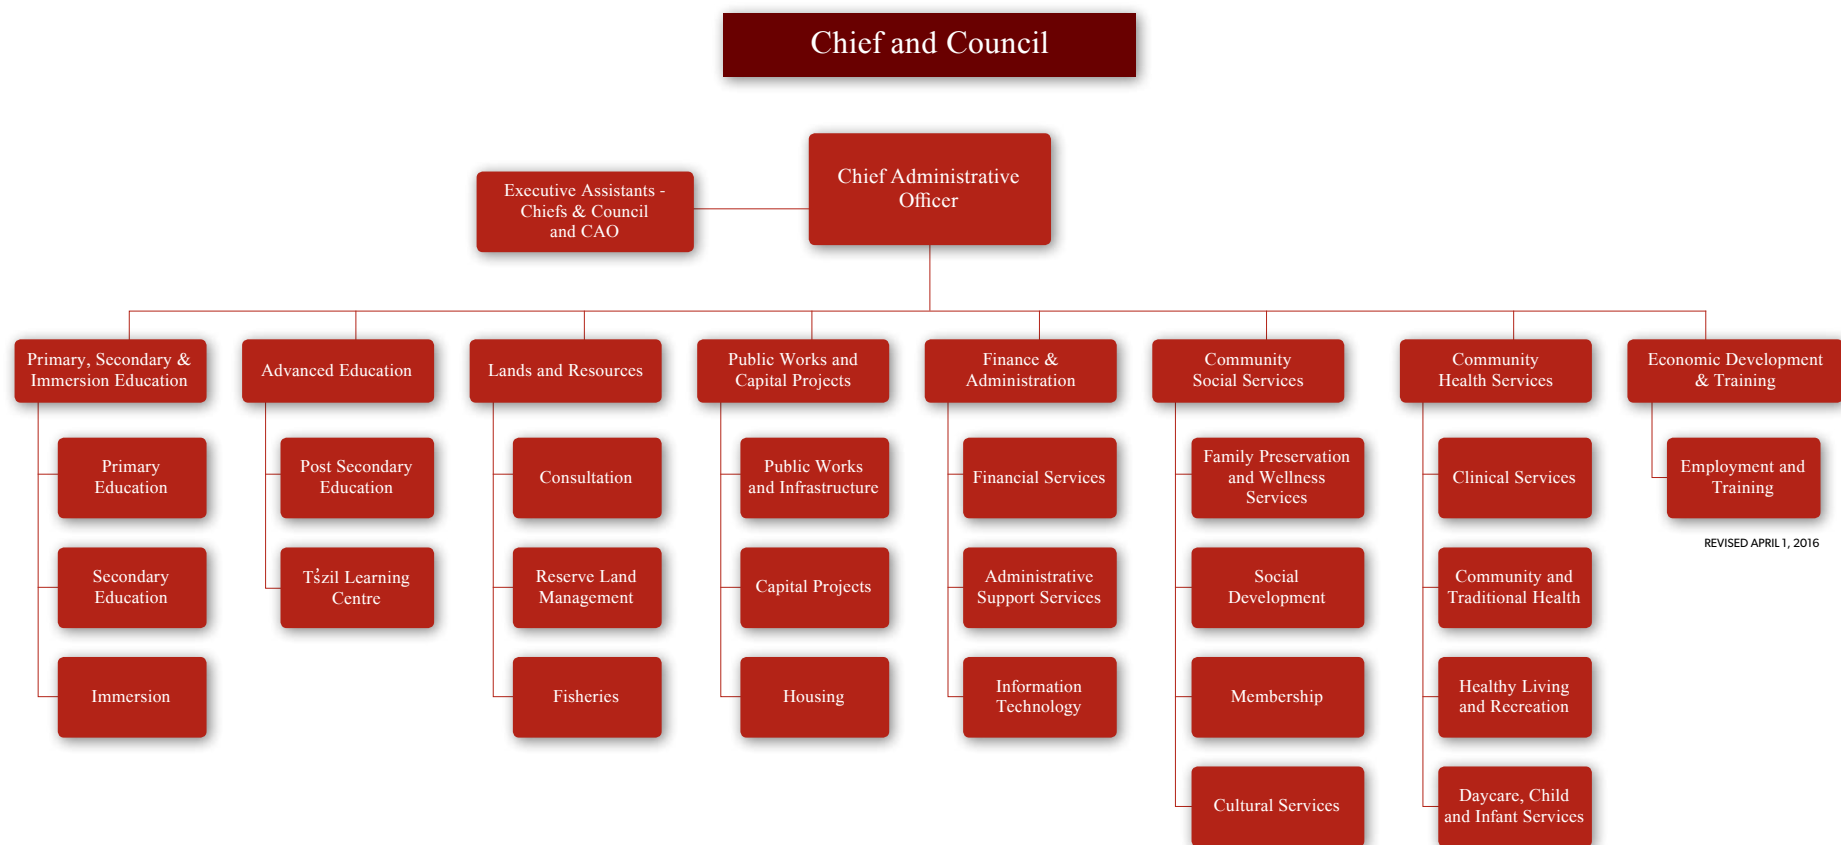 Chief and Council
Chief Administrative
Officer
Executive Assistants -
Chiefs & Council
and CAO
Primary, Secondary &
Immersion Education
Primary
Education
Secondary
Education
Immersion
Advanced Education
Post Secondary
Education
Tśzil Learning
Centre
Lands and Resources
Consultation
Reserve Land
Management
Fisheries
Public Works and
Capital Projects
Public Works
and Infrastructure
Capital Projects
Housing
Finance &
Administration
Financial Services
Administrative
Support Services
Information
Technology
Community
Social Services
Family Preservation
and Wellness
Services
Social
Development
Membership
Cultural Services
Community
Health Services
Clinical Services
Community and
Traditional Health
Healthy Living
and Recreation
Daycare, Child
and Infant Services
Economic Development
& Training
Employment and
Training
REVISED APRIL 1, 2016